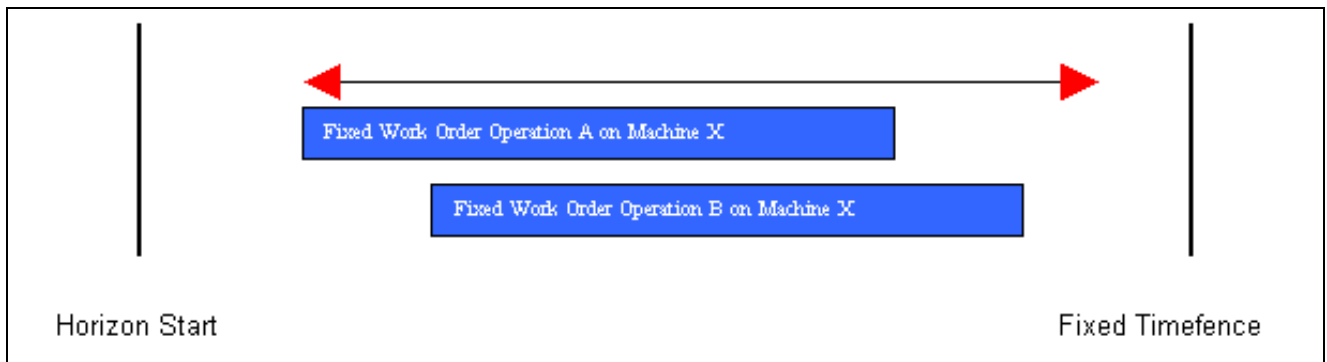 Fixed Work Order Operation A on Machine X
Fixed Work Order Operation B on Machine X
Horizon Start
Fixed Timefence